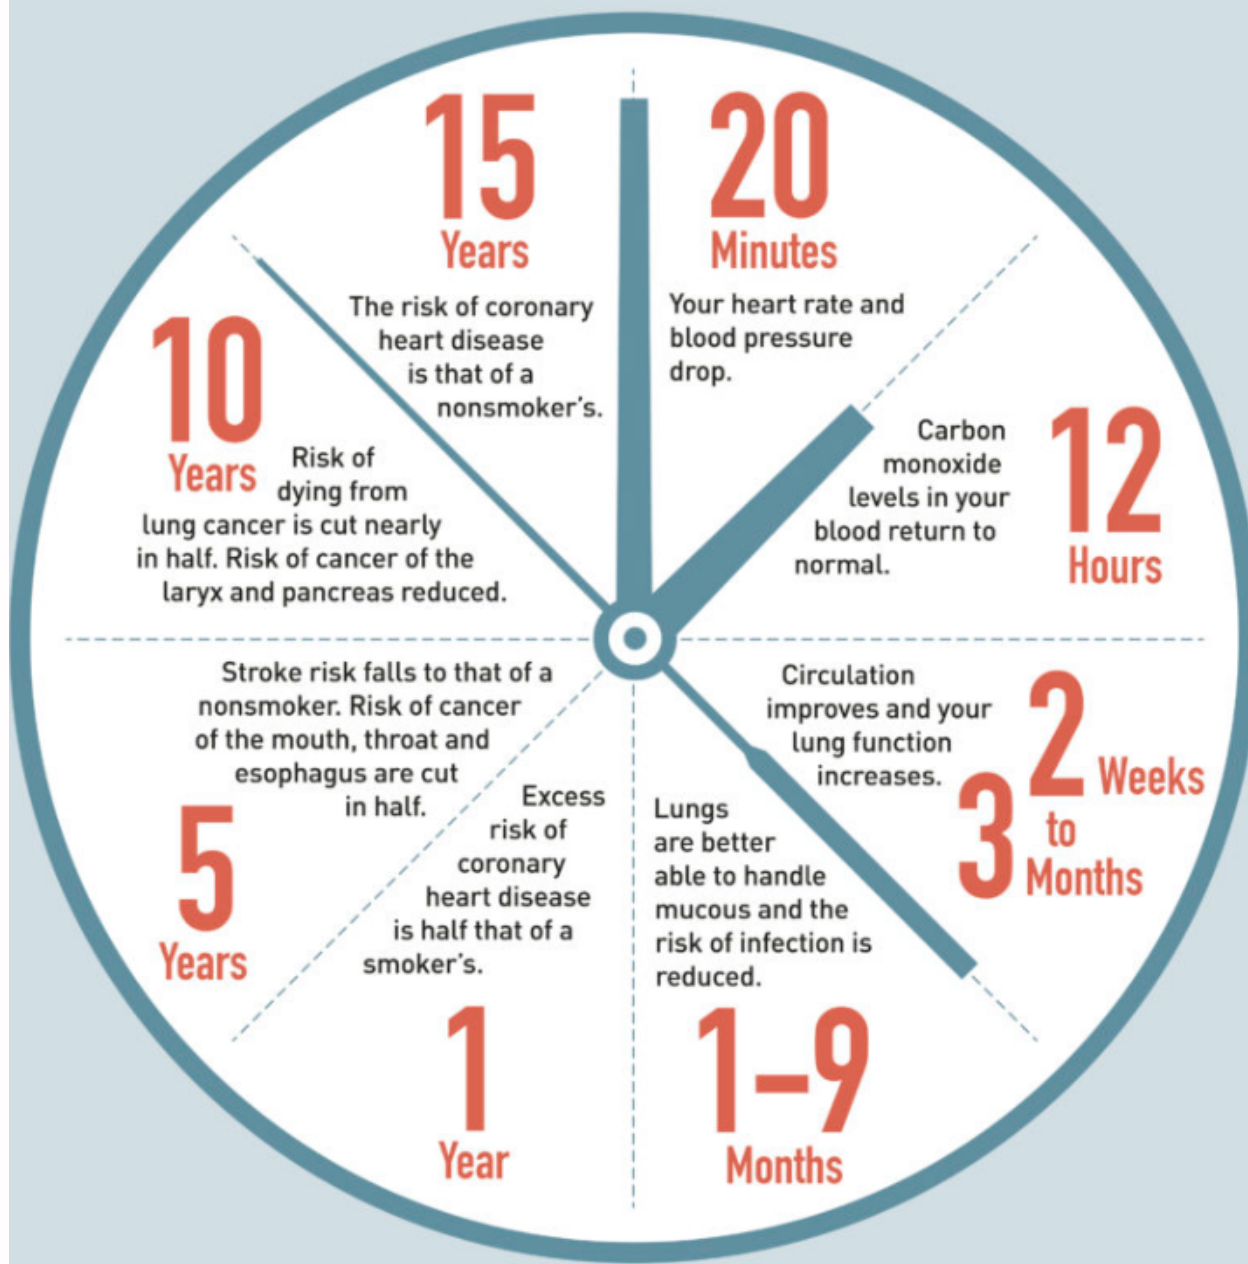 20
Minutes
Your heart rate and
blood pressure
drop.
12
Hours
Carbon
monoxide
levels in your
blood return to
normal.
2 Weeks
to
3 Months
Circulation
improves and your
lung function
increases.
1–9
Months
Lungs
are better
able to handle
mucous and the
risk of infection is
reduced.
1
Year
Excess
risk of
coronary
heart disease
is half that of a
smoker's.
5
Years
Stroke risk falls to that of a
nonsmoker. Risk of cancer
of the mouth, throat and
esophagus are cut
in half.
10
Years
Risk of
dying from
lung cancer is cut nearly
in half. Risk of cancer of the
laryx and pancreas reduced.
15
Years
The risk of coronary
heart disease
is that of a
nonsmoker's.